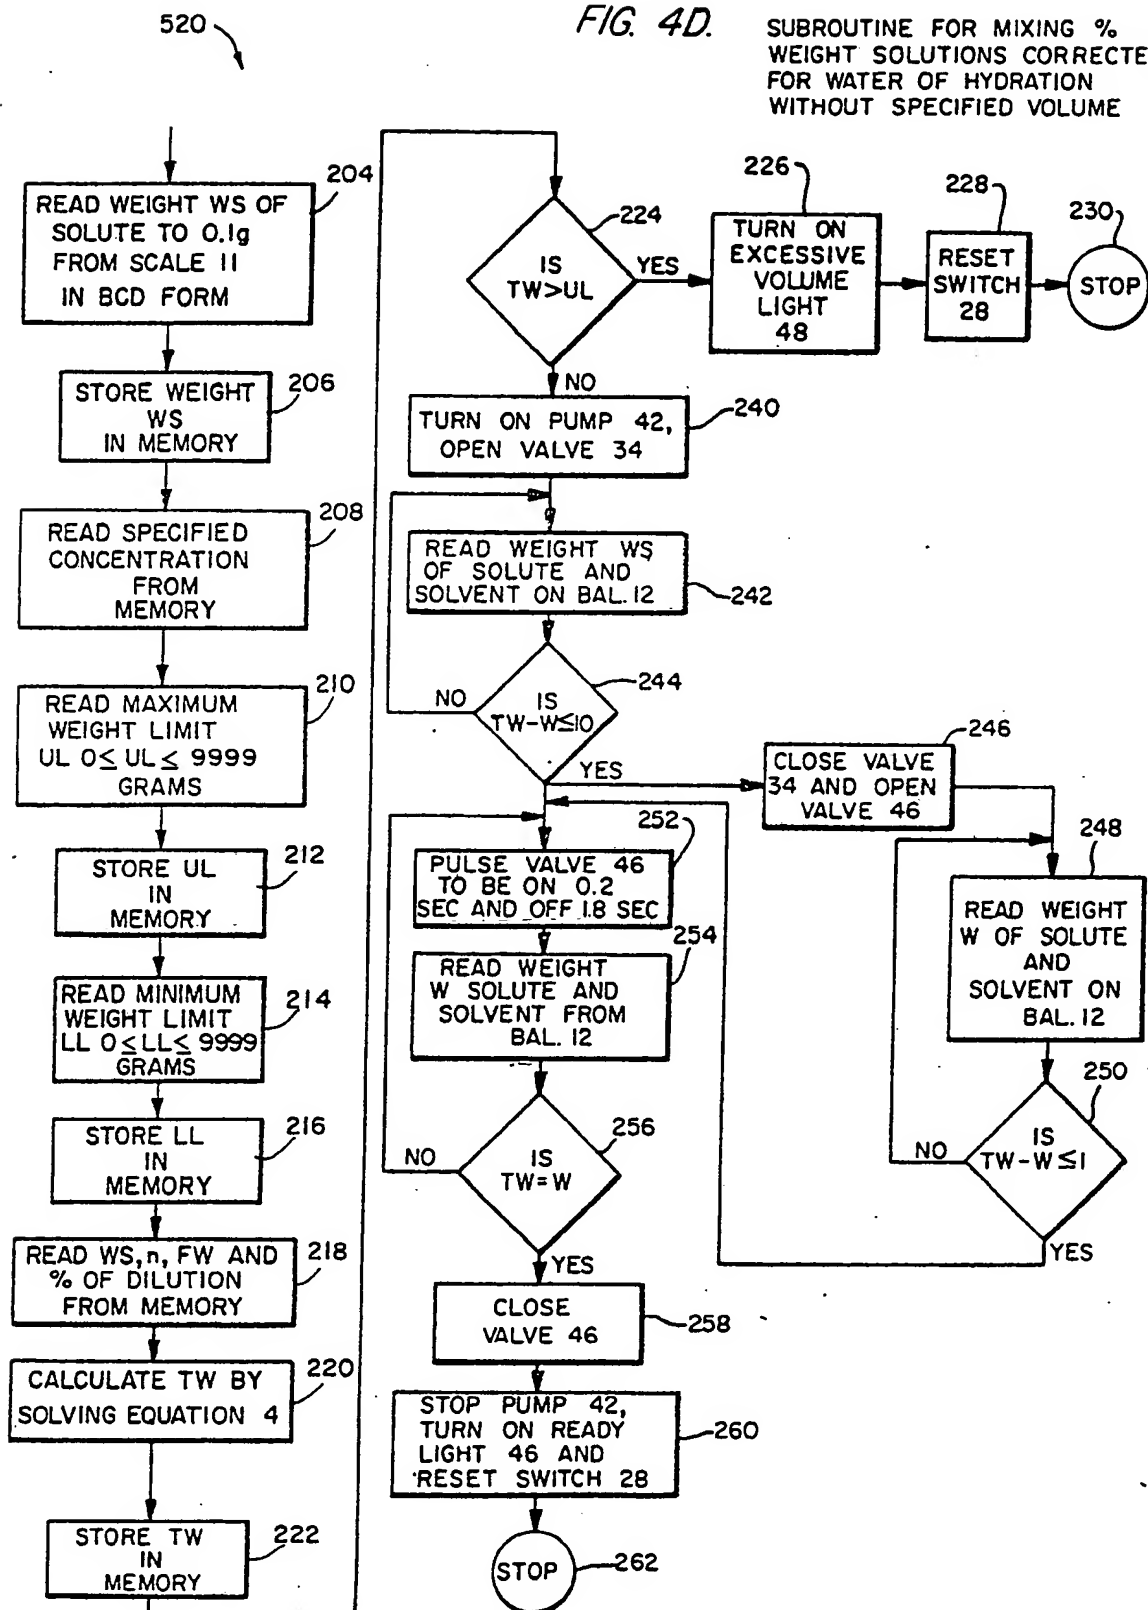 520
FIG. 4D.
SUBROUTINE FOR MIXING %
WEIGHT SOLUTIONS CORRECTE
FOR WATER OF HYDRATION
WITHOUT SPECIFIED VOLUME
204
READ WEIGHT WS OF
SOLUTE TO 0.1g
FROM SCALE 11
IN BCD FORM
206
STORE WEIGHT
WS
IN MEMORY
208
READ SPECIFIED
CONCENTRATION
FROM
MEMORY
210
READ MAXIMUM
WEIGHT LIMIT
UL 0≤ UL ≤ 9999
GRAMS
212
STORE UL
IN
MEMORY
214
READ MINIMUM
WEIGHT LIMIT
LL 0≤LL≤ 9999
GRAMS
216
STORE LL
IN
MEMORY
218
READ WS, n, FW AND
% OF DILUTION
FROM MEMORY
220
CALCULATE TW BY
SOLVING EQUATION 4
222
STORE TW
IN
MEMORY
224
IS
TW>UL
YES
NO
226
TURN ON
EXCESSIVE
VOLUME
LIGHT
48
228
RESET
SWITCH
28
230
STOP
240
TURN ON PUMP 42,
OPEN VALVE 34
242
READ WEIGHT WS
OF SOLUTE AND
SOLVENT ON BAL. 12
244
IS
TW-W≤10
NO
YES
246
CLOSE VALVE
34 AND OPEN
VALVE 46
248
READ WEIGHT
W OF SOLUTE
AND
SOLVENT ON
BAL. 12
250
IS
TW-W≤1
NO
YES
252
PULSE VALVE 46
TO BE ON 0.2
SEC AND OFF 1.8 SEC
254
READ WEIGHT
W SOLUTE AND
SOLVENT FROM
BAL. 12
256
IS
TW=W
NO
YES
258
CLOSE
VALVE 46
260
STOP PUMP 42,
TURN ON READY
LIGHT 46 AND
RESET SWITCH 28
262
STOP